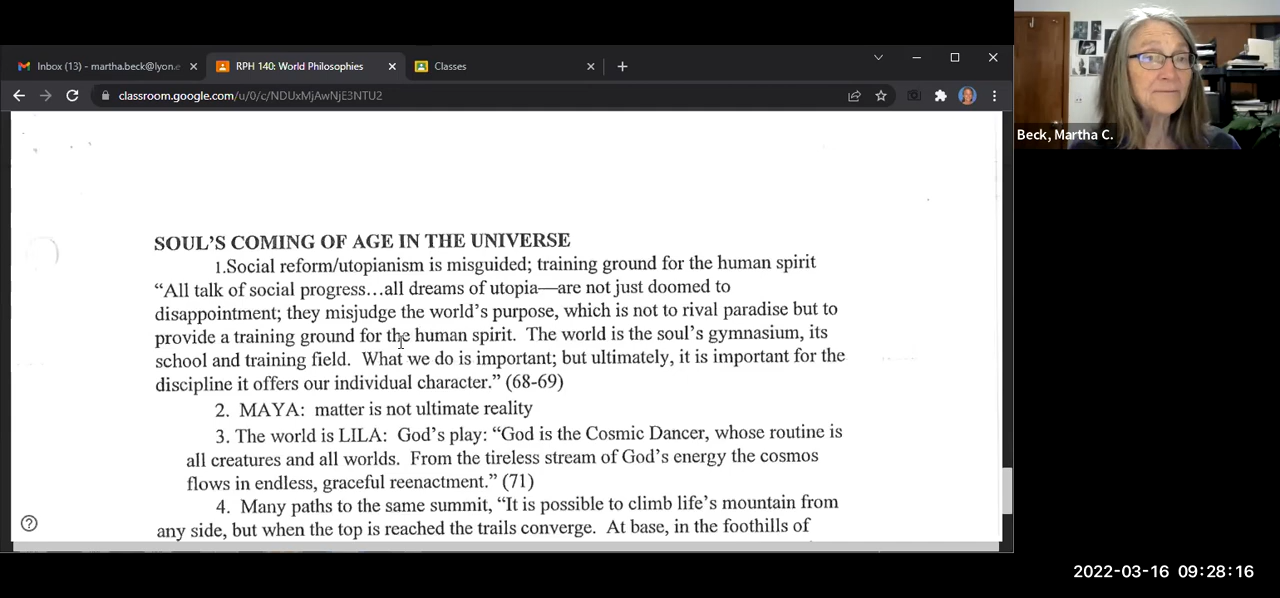 Inbox (13) - martha.beck@lyon.e
RPH 140: World Philosophies
Classes
classroom.google.com/u/0/c/NDUxMjAwNjE3NTU2
Beck, Martha C.
SOUL'S COMING OF AGE IN THE UNIVERSE
1.Social reform/utopianism is misguided; training ground for the human spirit
“All talk of social progress…all dreams of utopia—are not just doomed to
disappointment; they misjudge the world's purpose, which is not to rival paradise but to
provide a training ground for the human spirit. The world is the soul's gymnasium, its
school and training field. What we do is important; but ultimately, it is important for the
discipline it offers our individual character.” (68-69)
2. MAYA: matter is not ultimate reality
3. The world is LILA: God's play: “God is the Cosmic Dancer, whose routine is
all creatures and all worlds. From the tireless stream of God's energy the cosmos
flows in endless, graceful reenactment.” (71)
4. Many paths to the same summit, “It is possible to climb life's mountain from
any side, but when the top is reached the trails converge. At base, in the foothills of
2022-03-16 09:28:16